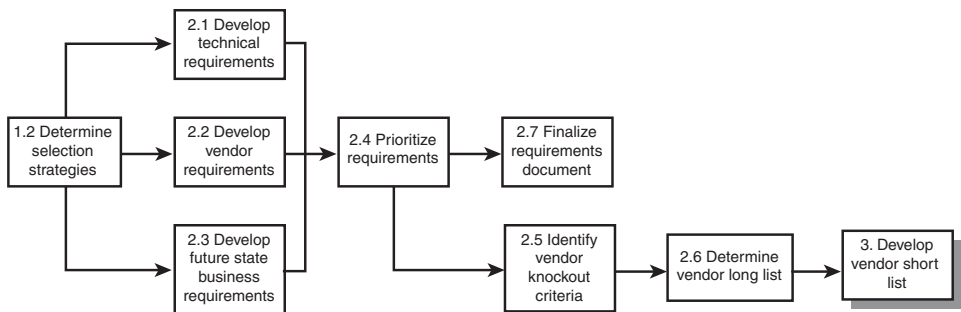 2.1 Develop
technical
requirements
1.2 Determine
selection
strategies
2.2 Develop
vendor
requirements
2.4 Prioritize
requirements
2.7 Finalize
requirements
document
2.3 Develop
future state
business
requirements
2.5 Identify
vendor
knockout
criteria
2.6 Determine
vendor long list
3. Develop
vendor short
list